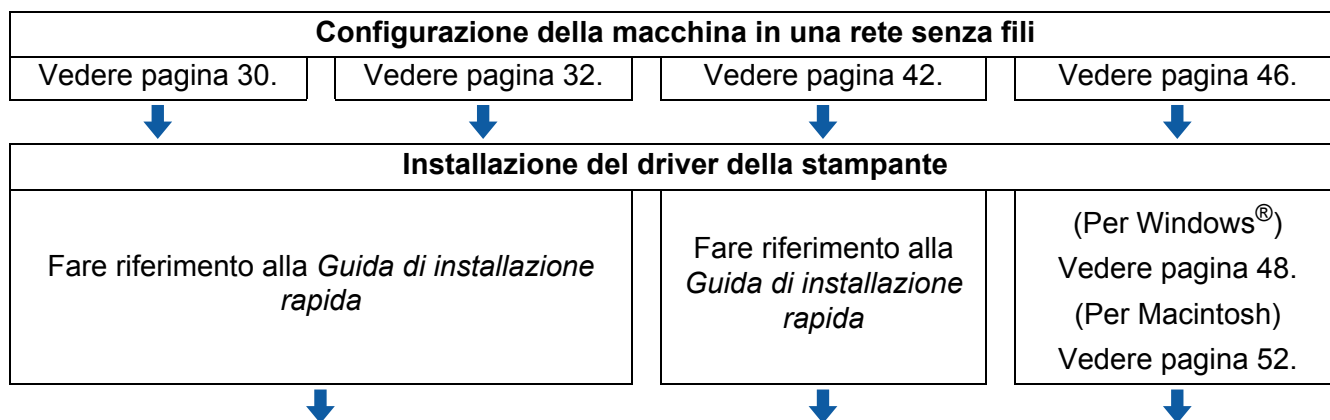 Configurazione della macchina in una rete senza fili
Vedere pagina 30.
Vedere pagina 32.
Vedere pagina 42.
Vedere pagina 46.
Installazione del driver della stampante
Fare riferimento alla Guida di installazione
rapida
Fare riferimento alla
Guida di installazione
rapida
(Per Windows®)
Vedere pagina 48.
(Per Macintosh)
Vedere pagina 52.